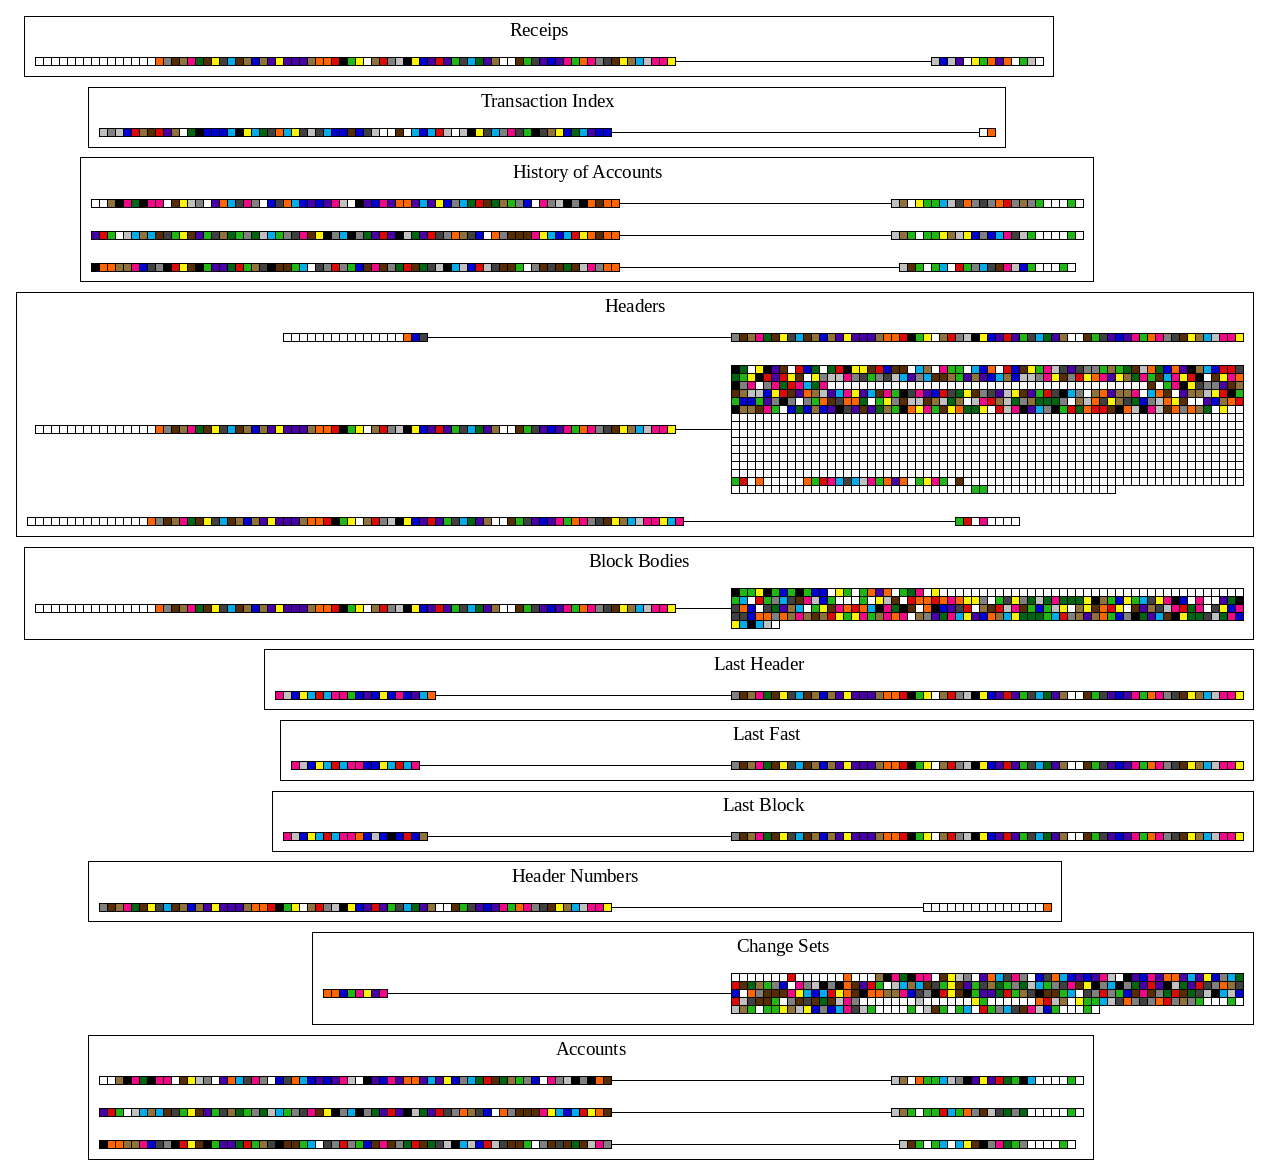 Receips
Transaction Index
History of Accounts
Headers
Block Bodies
Last Header
Last Fast
Last Block
Header Numbers
Change Sets
Accounts